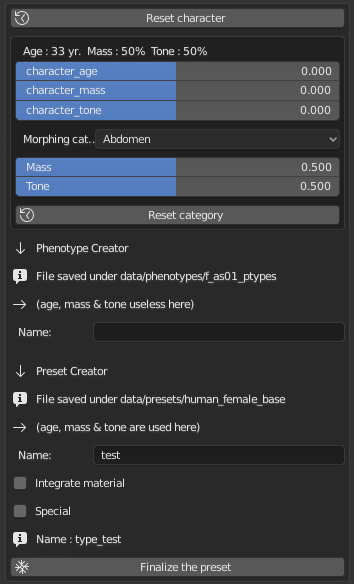 Reset character
Age : 33 yr.  Mass : 50%  Tone : 50%
character_age 0.000
character_mass 0.000
character_tone 0.000
Morphing cat.. Abdomen
Mass 0.500
Tone 0.500
Reset category
Phenotype Creator
File saved under data/phenotypes/f_as01_ptypes
(age, mass & tone useless here)
Name:
Preset Creator
File saved under data/presets/human_female_base
(age, mass & tone are used here)
Name: test
Integrate material
Special
Name : type_test
Finalize the preset